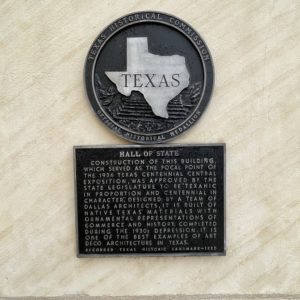 TEXAS HISTORICAL COMMISSION
TEXAS
OFFICIAL HISTORICAL MEDALLION
HALL OF STATE
CONSTRUCTION OF THIS BUILDING,
WHICH SERVED AS THE FOCAL POINT OF
THE 1936 TEXAS CENTENNIAL CENTRAL
EXPOSITION, WAS APPROVED BY THE
STATE LEGISLATURE TO BE "TEXANIC
IN PROPORTION AND CENTENNIAL IN
CHARACTER." DESIGNED BY A TEAM OF
DALLAS ARCHITECTS, IT IS BUILT OF
NATIVE TEXAS MATERIALS WITH
ORNAMENTAL REPRESENTATIONS OF
COMMERCE AND HISTORY. COMPLETED
DURING THE 1930s DEPRESSION, IT IS
ONE OF THE BEST EXAMPLES OF ART
DECO ARCHITECTURE IN TEXAS.
RECORDED TEXAS HISTORIC LANDMARK